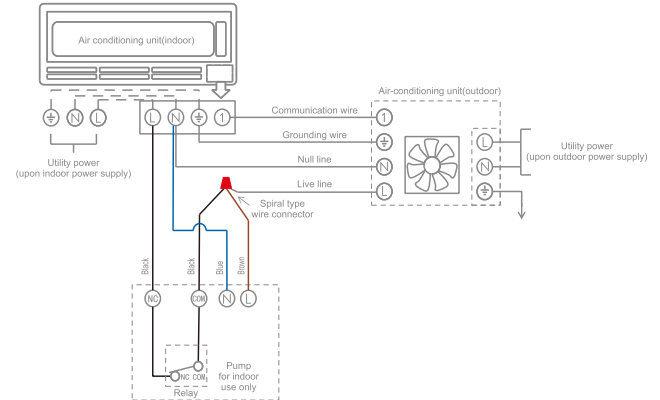 Air conditioning unit(indoor)
Air-conditioning unit(outdoor)
L N 1
N L
Communication wire
1
Grounding wire
Null line
N
Live line
L
L
N
Utility power
(upon indoor power supply)
Utility power
(upon outdoor power supply)
Spiral type
wire connector
Black
Black
Blue
Brown
NC COM N L
NC COM
Relay
Pump
for indoor
use only